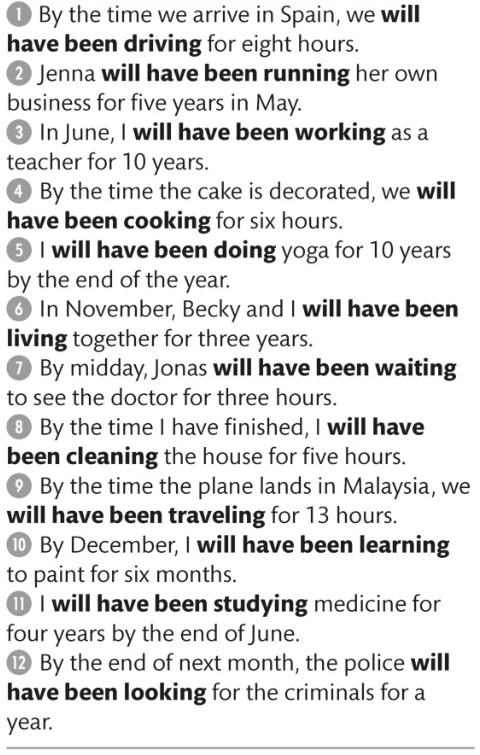 1 By the time we arrive in Spain, we will
have been driving for eight hours.
2 Jenna will have been running her own
business for five years in May.
3 In June, I will have been working as a
teacher for 10 years.
4 By the time the cake is decorated, we will
have been cooking for six hours.
5 I will have been doing yoga for 10 years
by the end of the year.
6 In November, Becky and I will have been
living together for three years.
7 By midday, Jonas will have been waiting
to see the doctor for three hours.
8 By the time I have finished, I will have
been cleaning the house for five hours.
9 By the time the plane lands in Malaysia, we
will have been traveling for 13 hours.
10 By December, I will have been learning
to paint for six months.
11 I will have been studying medicine for
four years by the end of June.
12 By the end of next month, the police will
have been looking for the criminals for a
year.